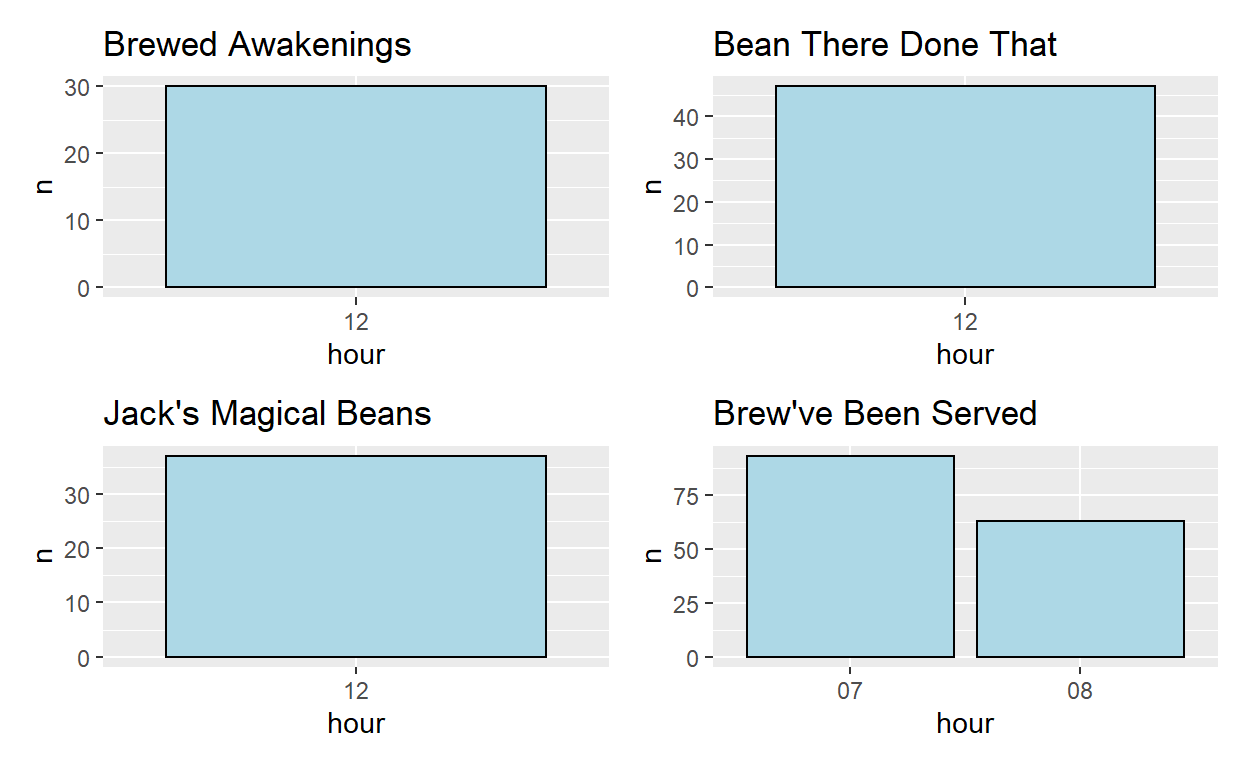 Brewed Awakenings
30
20
10
0
n
12
hour
Bean There Done That
40
30
20
10
0
n
12
hour
Jack's Magical Beans
30
20
10
0
n
12
hour
Brew've Been Served
75
50
25
0
n
07 08
hour